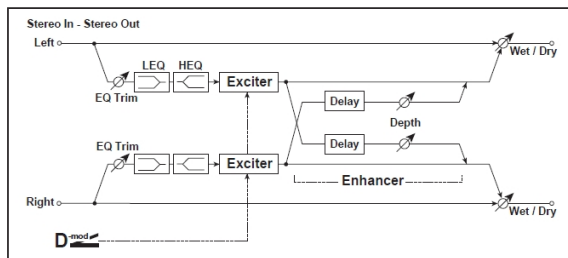 Stereo In - Stereo Out
Left
Wet / Dry
LEQ HEQ
EQ Trim
Exciter
Delay
Depth
EQ Trim
Delay
Exciter
Enhancer
Right
Wet / Dry
D-mod